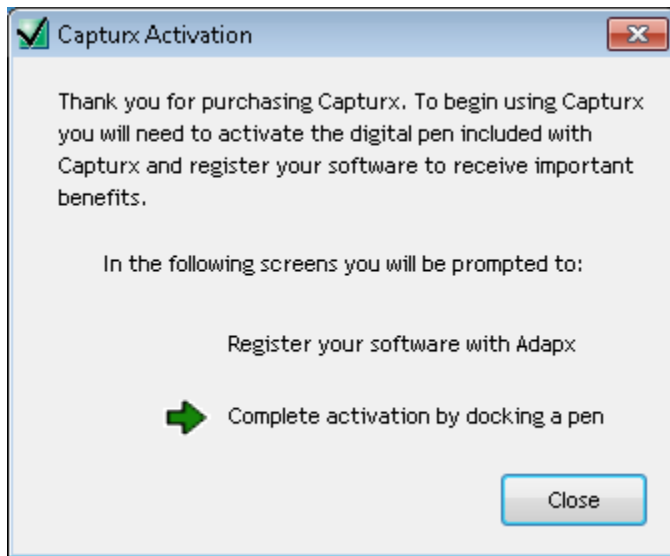 Capturx Activation
Thank you for purchasing Capturx. To begin using Capturx
you will need to activate the digital pen included with
Capturx and register your software to receive important
benefits.
In the following screens you will be prompted to:
Register your software with Adapx
Complete activation by docking a pen
Close